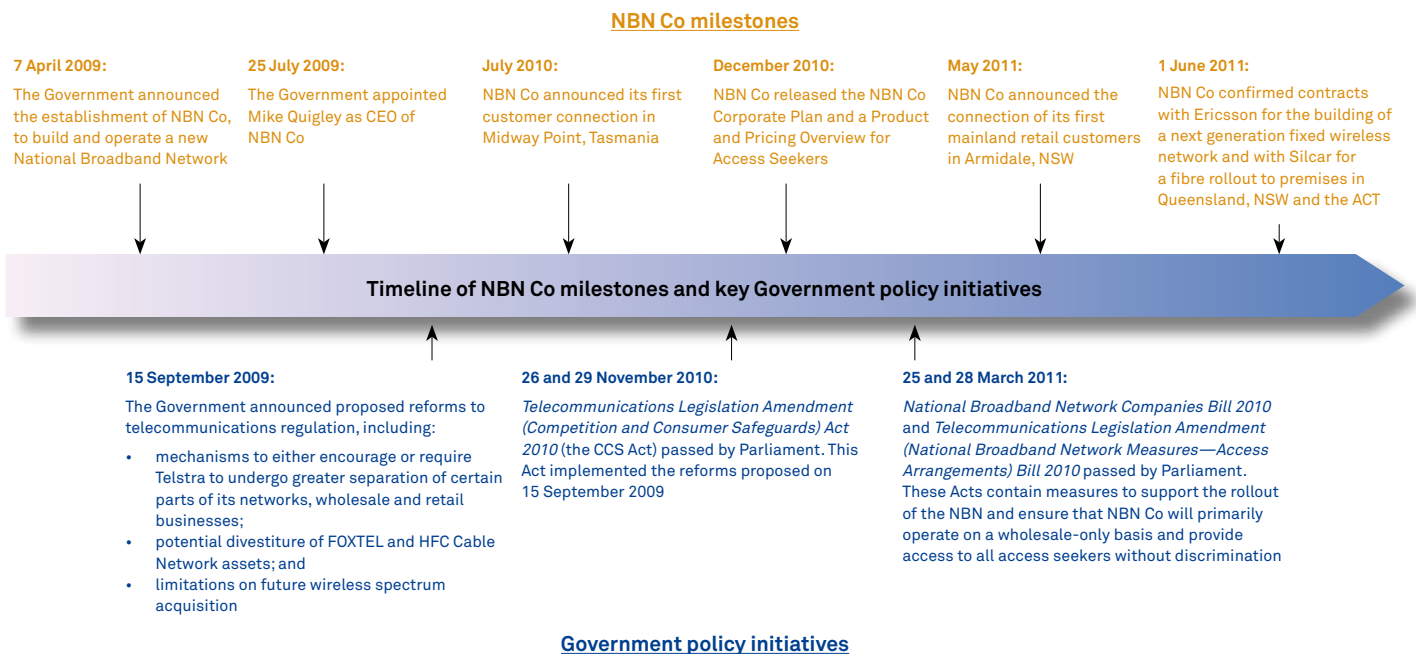 NBN Co milestones
7 April 2009:
The Government announced
the establishment of NBN Co,
to build and operate a new
National Broadband Network
25 July 2009:
The Government appointed
Mike Quigley as CEO of
NBN Co
July 2010:
NBN Co announced its first
customer connection in
Midway Point, Tasmania
December 2010:
NBN Co released the NBN Co
Corporate Plan and a Product
and Pricing Overview for
Access Seekers
May 2011:
NBN Co announced the
connection of its first
mainland retail customers
in Armidale, NSW
1 June 2011:
NBN Co confirmed contracts
with Ericsson for the building of
a next generation fixed wireless
network and with Silcar for
a fibre rollout to premises in
Queensland, NSW and the ACT
Timeline of NBN Co milestones and key Government policy initiatives
15 September 2009:
The Government announced proposed reforms to
telecommunications regulation, including:
• mechanisms to either encourage or require
Telstra to undergo greater separation of certain
parts of its networks, wholesale and retail
businesses;
• potential divestiture of FOXTEL and HFC Cable
Network assets; and
• limitations on future wireless spectrum
acquisition
26 and 29 November 2010:
Telecommunications Legislation Amendment
(Competition and Consumer Safeguards) Act
2010 (the CCS Act) passed by Parliament. This
Act implemented the reforms proposed on
15 September 2009
25 and 28 March 2011:
National Broadband Network Companies Bill 2010
and Telecommunications Legislation Amendment
(National Broadband Network Measures—Access
Arrangements) Bill 2010 passed by Parliament.
These Acts contain measures to support the rollout
of the NBN and ensure that NBN Co will primarily
operate on a wholesale-only basis and provide
access to all access seekers without discrimination
Government policy initiatives